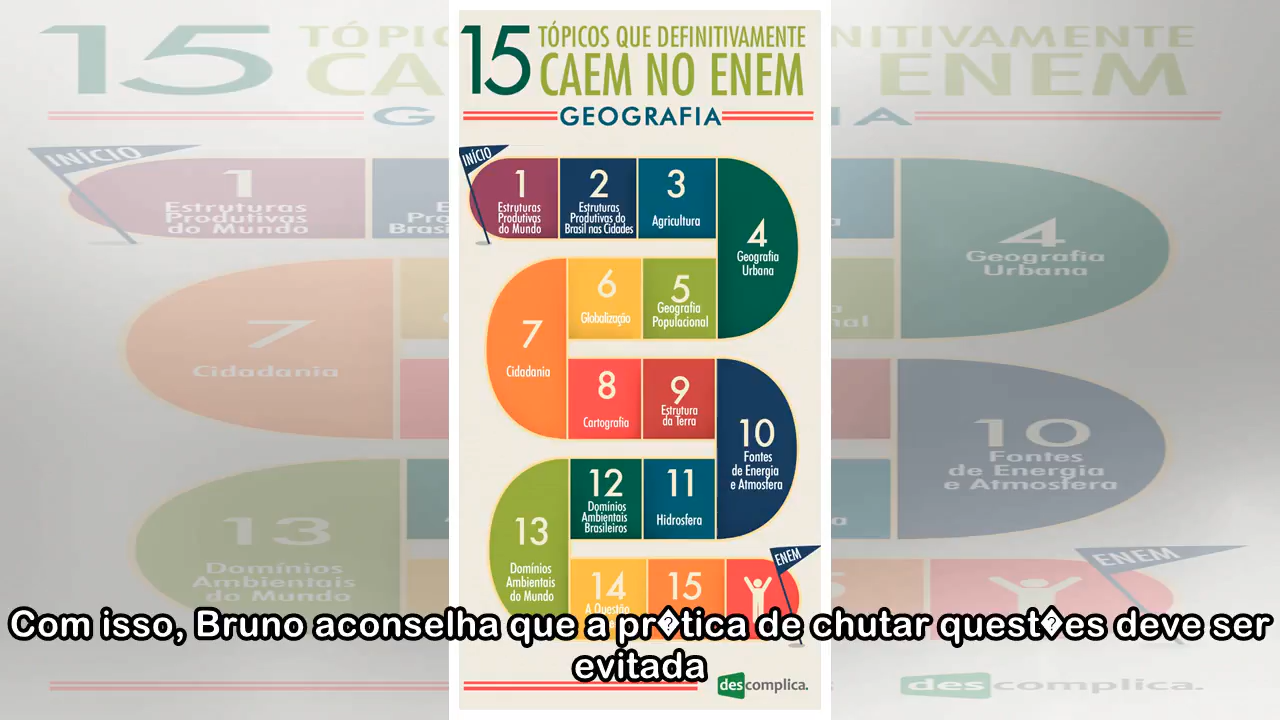 15 TÓPICOS QUE DEFINITIVAMENTE
CAEM NO ENEM
GEOGRAFIA
INÍCIO
1
Estruturas
Produtivas
do Mundo
2
Estruturas
Produtivas do
Brasil nas Cidades
3
Agricultura
4
Geografia
Urbana
5
Geografia
Populacional
6
Globalização
7
Cidadania
8
Cartografia
9
Estrutura
da Terra
10
Fontes
de Energia
e Atmosfera
11
Hidrosfera
12
Domínios
Ambientais
Brasileiros
13
Domínios
Ambientais
do Mundo
14
A Questão
15
ENEM
Com isso, Bruno aconselha que a pr�tica de chutar quest�es deve ser
evitada
descomplica.